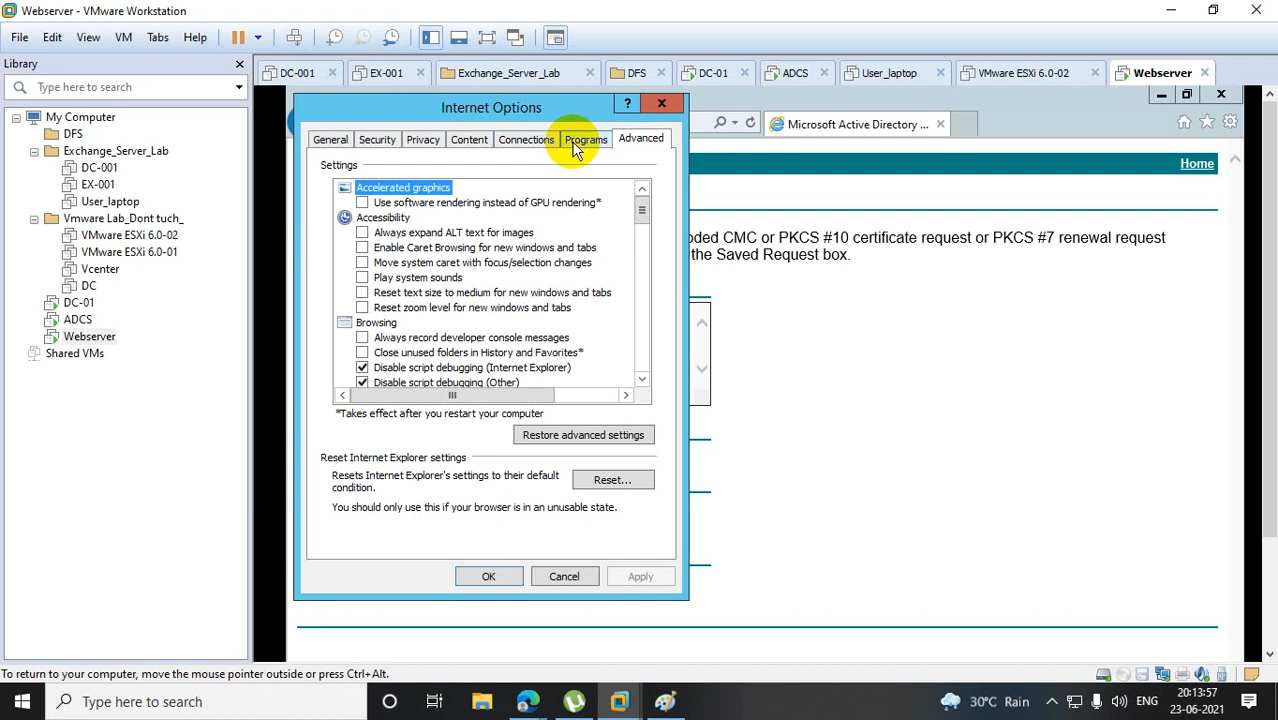 Webserver - VMware Workstation
File Edit View VM Tabs Help
Library
Type here to search
My Computer
DFS
Exchange_Server_Lab
DC-001
EX-001
User_laptop
Vmware Lab_Dont tuch_
VMware ESXi 6.0-02
VMware ESXi 6.0-01
Vcenter
DC
DC-01
ADCS
Webserver
Shared VMs
DC-001 EX-001 Exchange_Server_Lab DFS DC-01 ADCS User_laptop VMware ESXi 6.0-02 Webserver
Internet Options
?
Microsoft Active Directory ...
General Security Privacy Content Connections Programs Advanced
Home
Settings
Accelerated graphics
Use software rendering instead of GPU rendering*
Accessibility
Always expand ALT text for images
Enable Caret Browsing for new windows and tabs
Move system caret with focus/selection changes
Play system sounds
Reset text size to medium for new windows and tabs
Reset zoom level for new windows and tabs
Browsing
Always record developer console messages
Close unused folders in History and Favorites*
Disable script debugging (Internet Explorer)
Disable script debugging (Other)
*Takes effect after you restart your computer
Restore advanced settings
Reset Internet Explorer settings
Resets Internet Explorer's settings to their default
condition.
Reset...
You should only use this if your browser is in an unusable state.
OK Cancel Apply
oded CMC or PKCS #10 certificate request or PKCS #7 renewal request
the Saved Request box.
To return to your computer, move the mouse pointer outside or press Ctrl+Alt.
Type here to search
30°C Rain
ENG
20:13:57
23-06-2021